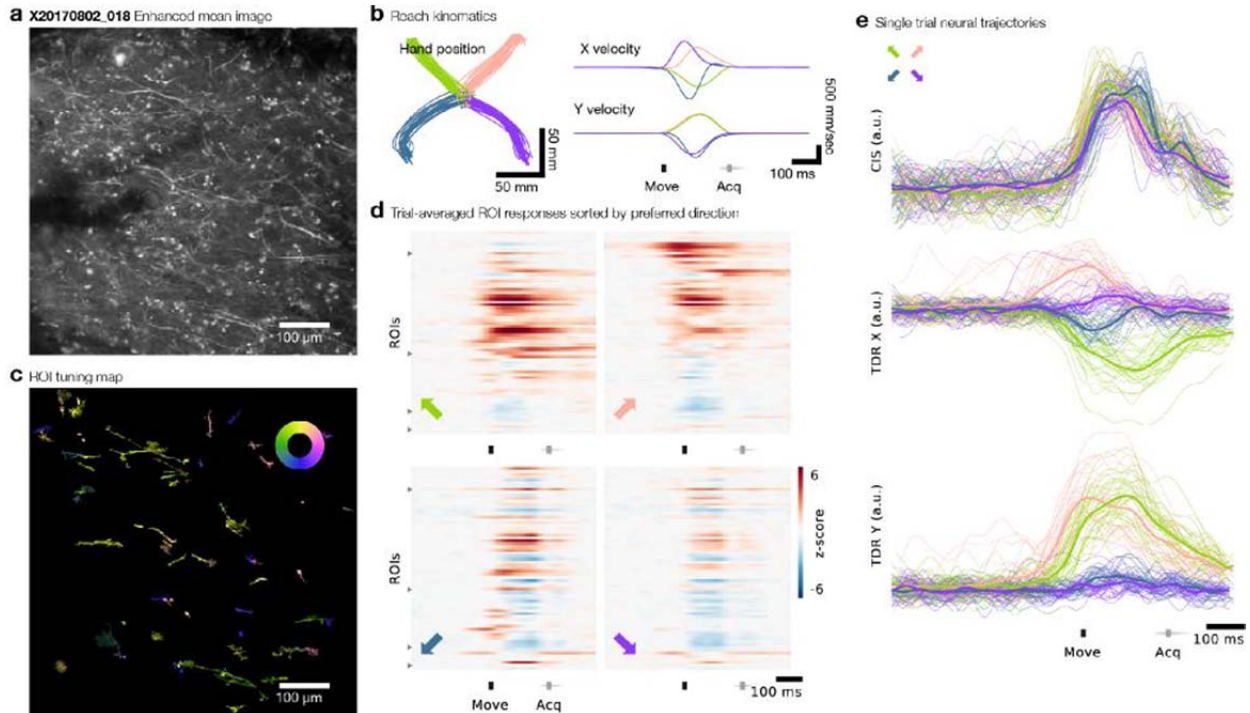 a X20170802_018 Enhanced mean image
100 µm
b Reach kinematics
Hand position
50 mm
50 mm
X velocity
Y velocity
500 mm/sec
100 ms
Move Acq
c ROI tuning map
100 µm
d Trial-averaged ROI responses sorted by preferred direction
ROIs
ROIs
6
z-score
-6
100 ms
Move Acq
e Single trial neural trajectories
CIS (a.u.)
TDR X (a.u.)
TDR Y (a.u.)
100 ms
Move Acq